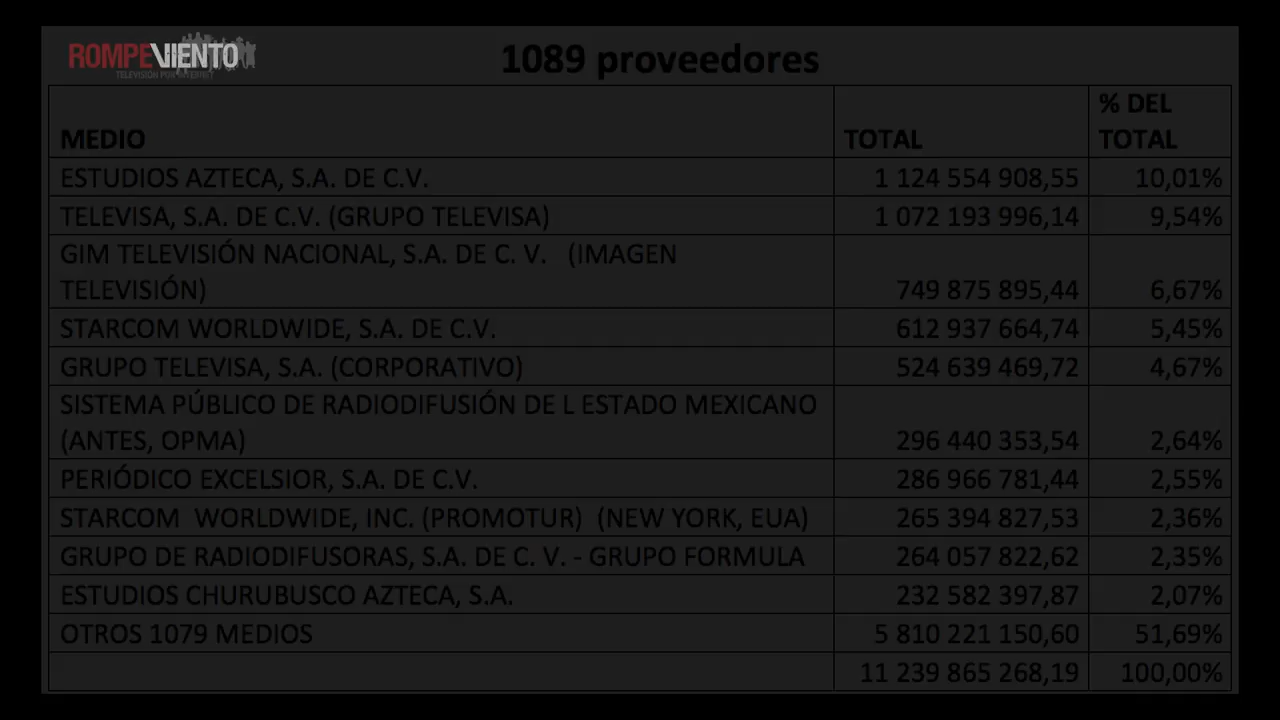 ROMPEVIENTO
TELEVISIÓN POR INTERNET
1089 proveedores
MEDIO TOTAL % DEL TOTAL
ESTUDIOS AZTECA, S.A. DE C.V. 1 124 554 908,55 10,01%
TELEVISA, S.A. DE C.V. (GRUPO TELEVISA) 1 072 193 996,14 9,54%
GIM TELEVISIÓN NACIONAL, S.A. DE C. V. (IMAGEN
TELEVISIÓN) 749 875 895,44 6,67%
STARCOM WORLDWIDE, S.A. DE C.V. 612 937 664,74 5,45%
GRUPO TELEVISA, S.A. (CORPORATIVO) 524 639 469,72 4,67%
SISTEMA PÚBLICO DE RADIODIFUSIÓN DE L ESTADO MEXICANO
(ANTES, OPMA) 296 440 353,54 2,64%
PERIÓDICO EXCELSIOR, S.A. DE C.V. 286 966 781,44 2,55%
STARCOM WORLDWIDE, INC. (PROMOTUR) (NEW YORK, EUA) 265 394 827,53 2,36%
GRUPO DE RADIODIFUSORAS, S.A. DE C. V. - GRUPO FORMULA 264 057 822,62 2,35%
ESTUDIOS CHURUBUSCO AZTECA, S.A. 232 582 397,87 2,07%
OTROS 1079 MEDIOS 5 810 221 150,60 51,69%
11 239 865 268,19 100,00%